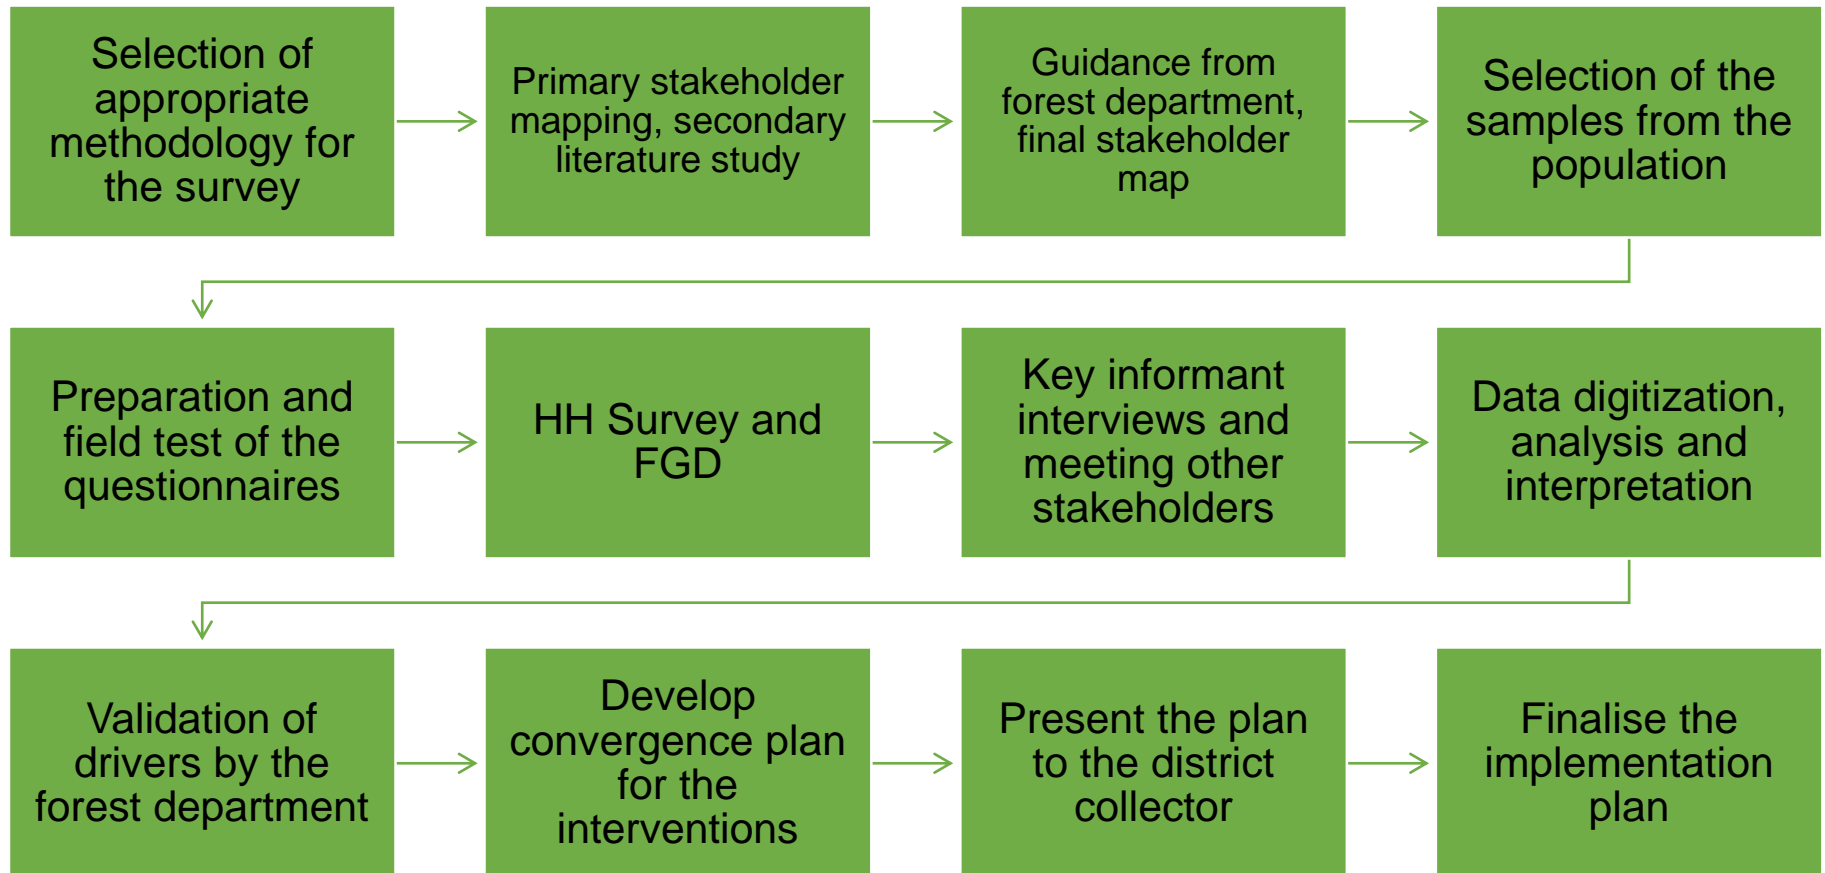 Selection of
appropriate
methodology for
the survey
Primary stakeholder
mapping, secondary
literature study
Guidance from
forest department,
final stakeholder
map
Selection of the
samples from the
population
Preparation and
field test of the
questionnaires
HH Survey and
FGD
Key informant
interviews and
meeting other
stakeholders
Data digitization,
analysis and
interpretation
Validation of
drivers by the
forest department
Develop
convergence plan
for the
interventions
Present the plan
to the district
collector
Finalise the
implementation
plan